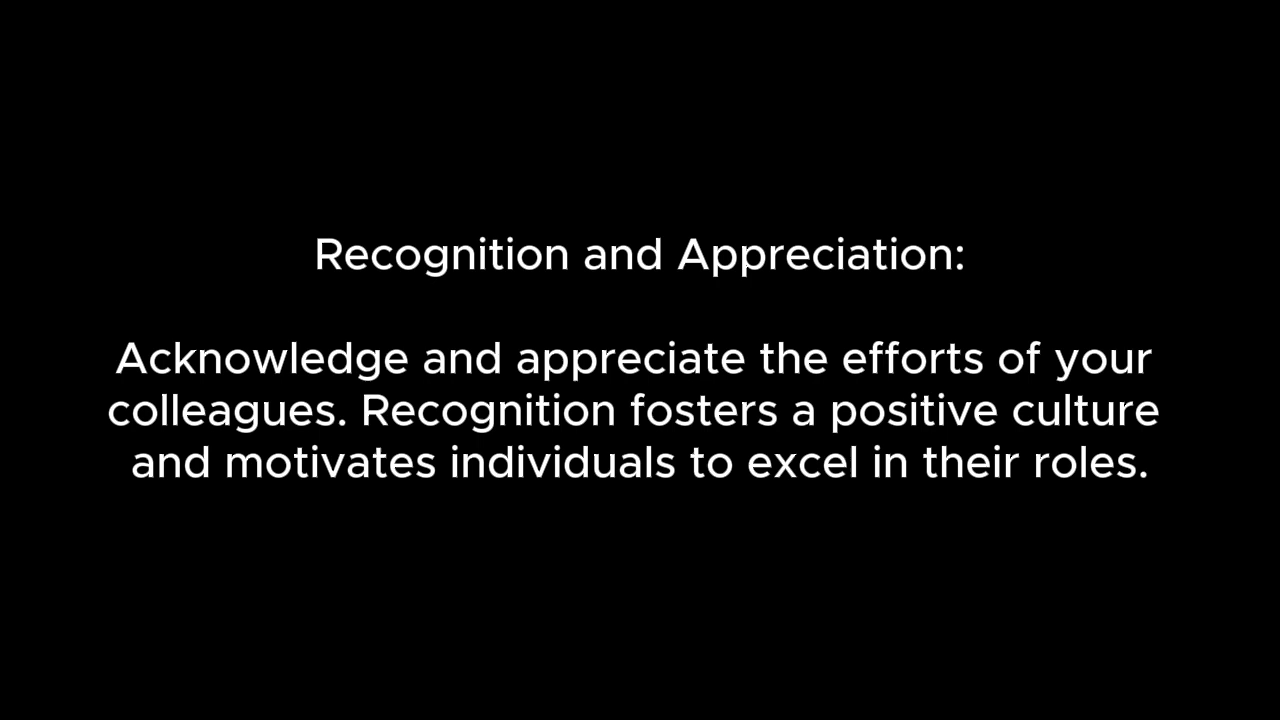 Recognition and Appreciation:
Acknowledge and appreciate the efforts of your
colleagues. Recognition fosters a positive culture
and motivates individuals to excel in their roles.